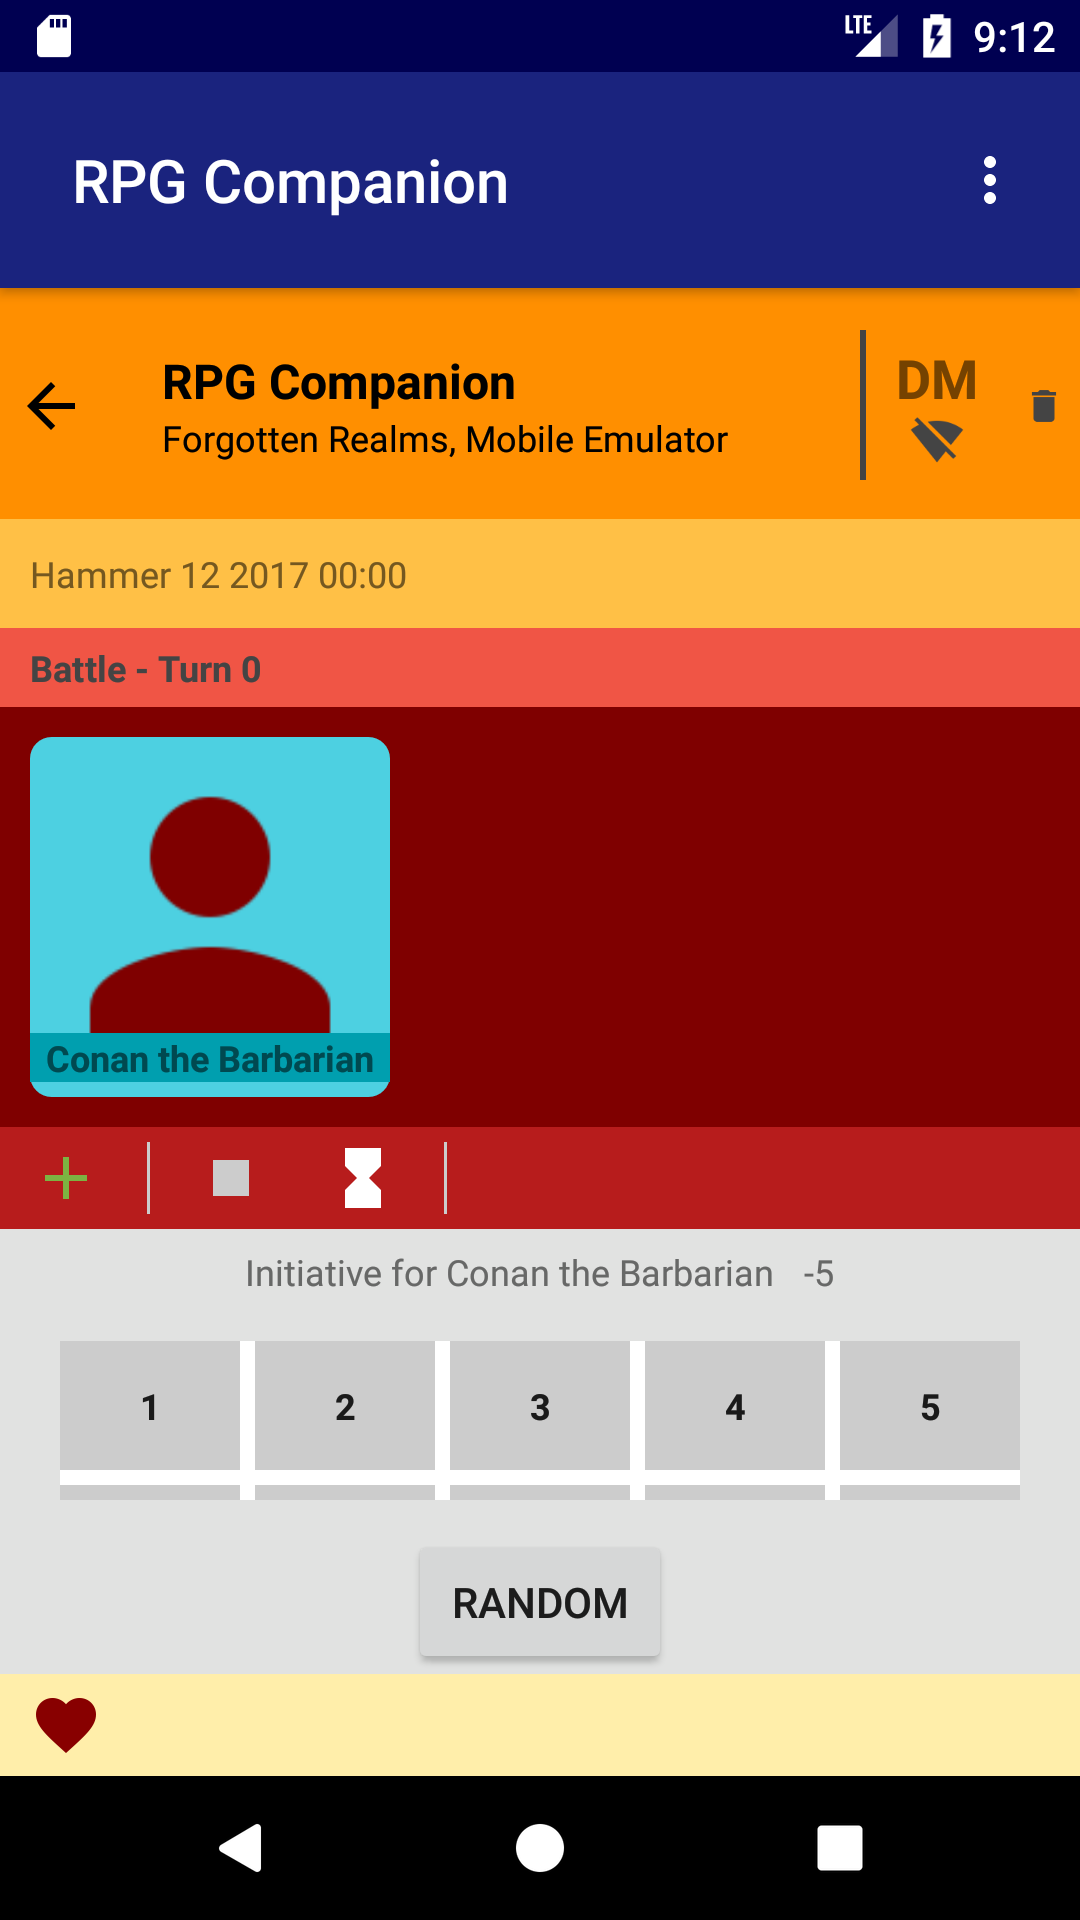 LTE 9:12
RPG Companion
RPG Companion
Forgotten Realms, Mobile Emulator
DM
Hammer 12 2017 00:00
Battle - Turn 0
Conan the Barbarian
Initiative for Conan the Barbarian -5
1 2 3 4 5
RANDOM